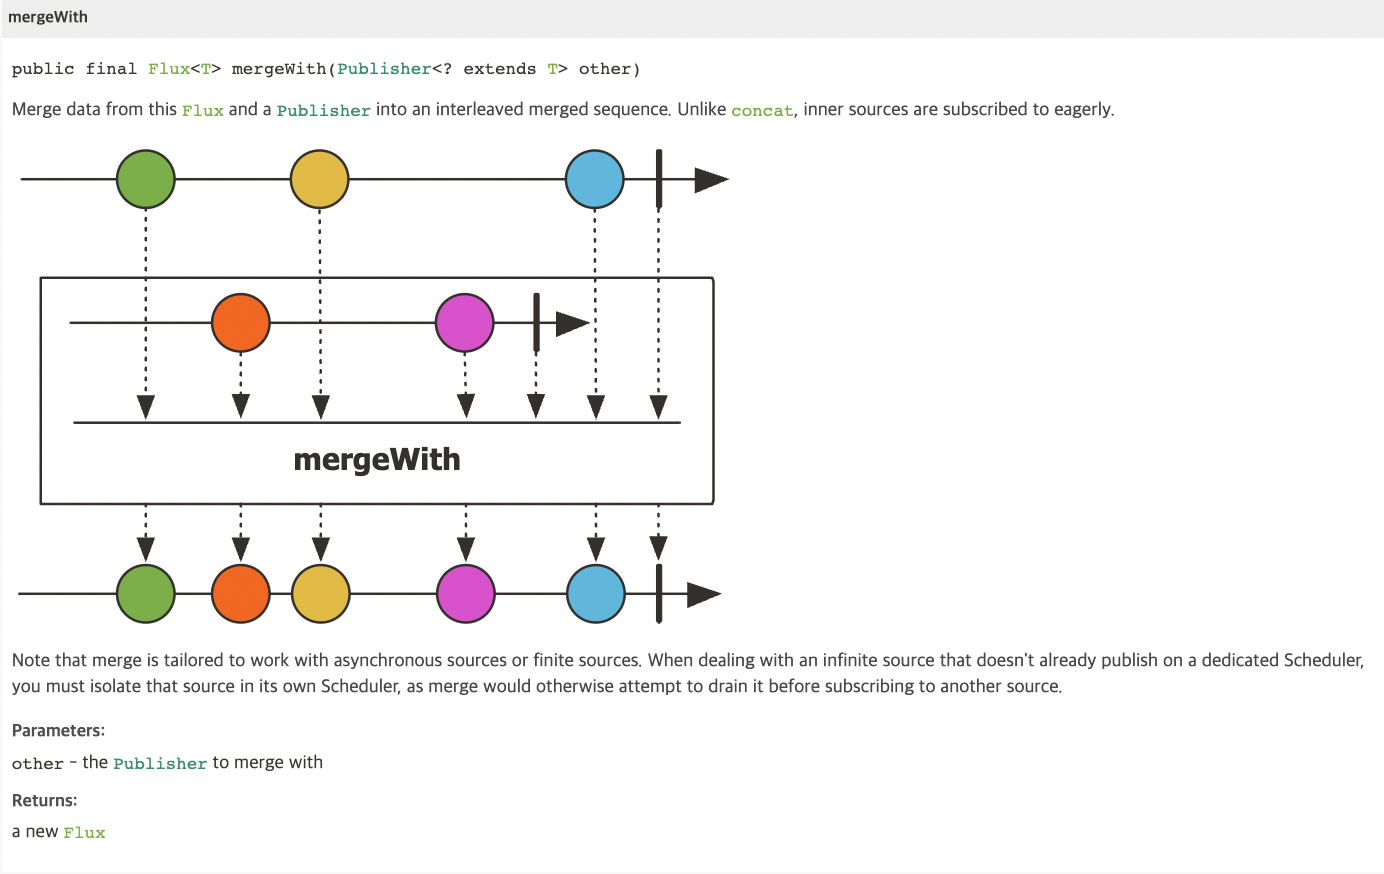 mergeWith
public final Flux<T> mergeWith(Publisher<? extends T> other)
Merge data from this Flux and a Publisher into an interleaved merged sequence. Unlike concat, inner sources are subscribed to eagerly.
mergeWith
Note that merge is tailored to work with asynchronous sources or finite sources. When dealing with an infinite source that doesn't already publish on a dedicated Scheduler,
you must isolate that source in its own Scheduler, as merge would otherwise attempt to drain it before subscribing to another source.
Parameters:
other - the Publisher to merge with
Returns:
a new Flux